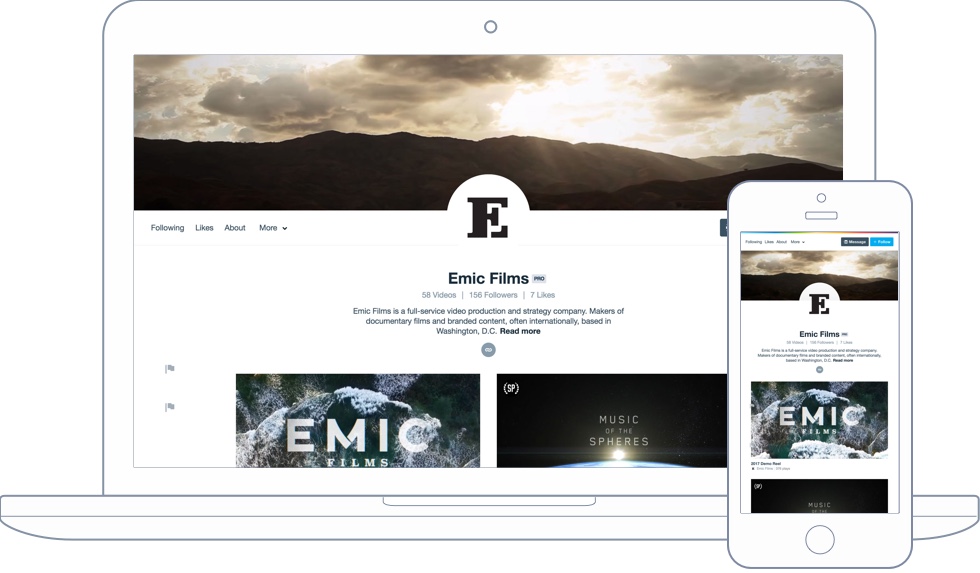 Following Likes About More
E
Emic Films PRO
58 Videos | 156 Followers | 7 Likes
Emic Films is a full-service video production and strategy company. Makers of
documentary films and branded content, often internationally, based in
Washington, D.C. Read more
EMIC
FILMS
(SP)
MUSIC
OF THE
SPHERES
Following Likes About More Message + Follow
E
Emic Films PRO
58 Videos | 156 Followers | 7 Likes
Emic Films is a full-service video production and strategy company.
Makers of documentary films and branded content, often internationally,
based in Washington, D.C. Read more
EMIC
FILMS
2017 Demo Reel
(SP)
MUSIC
OF THE